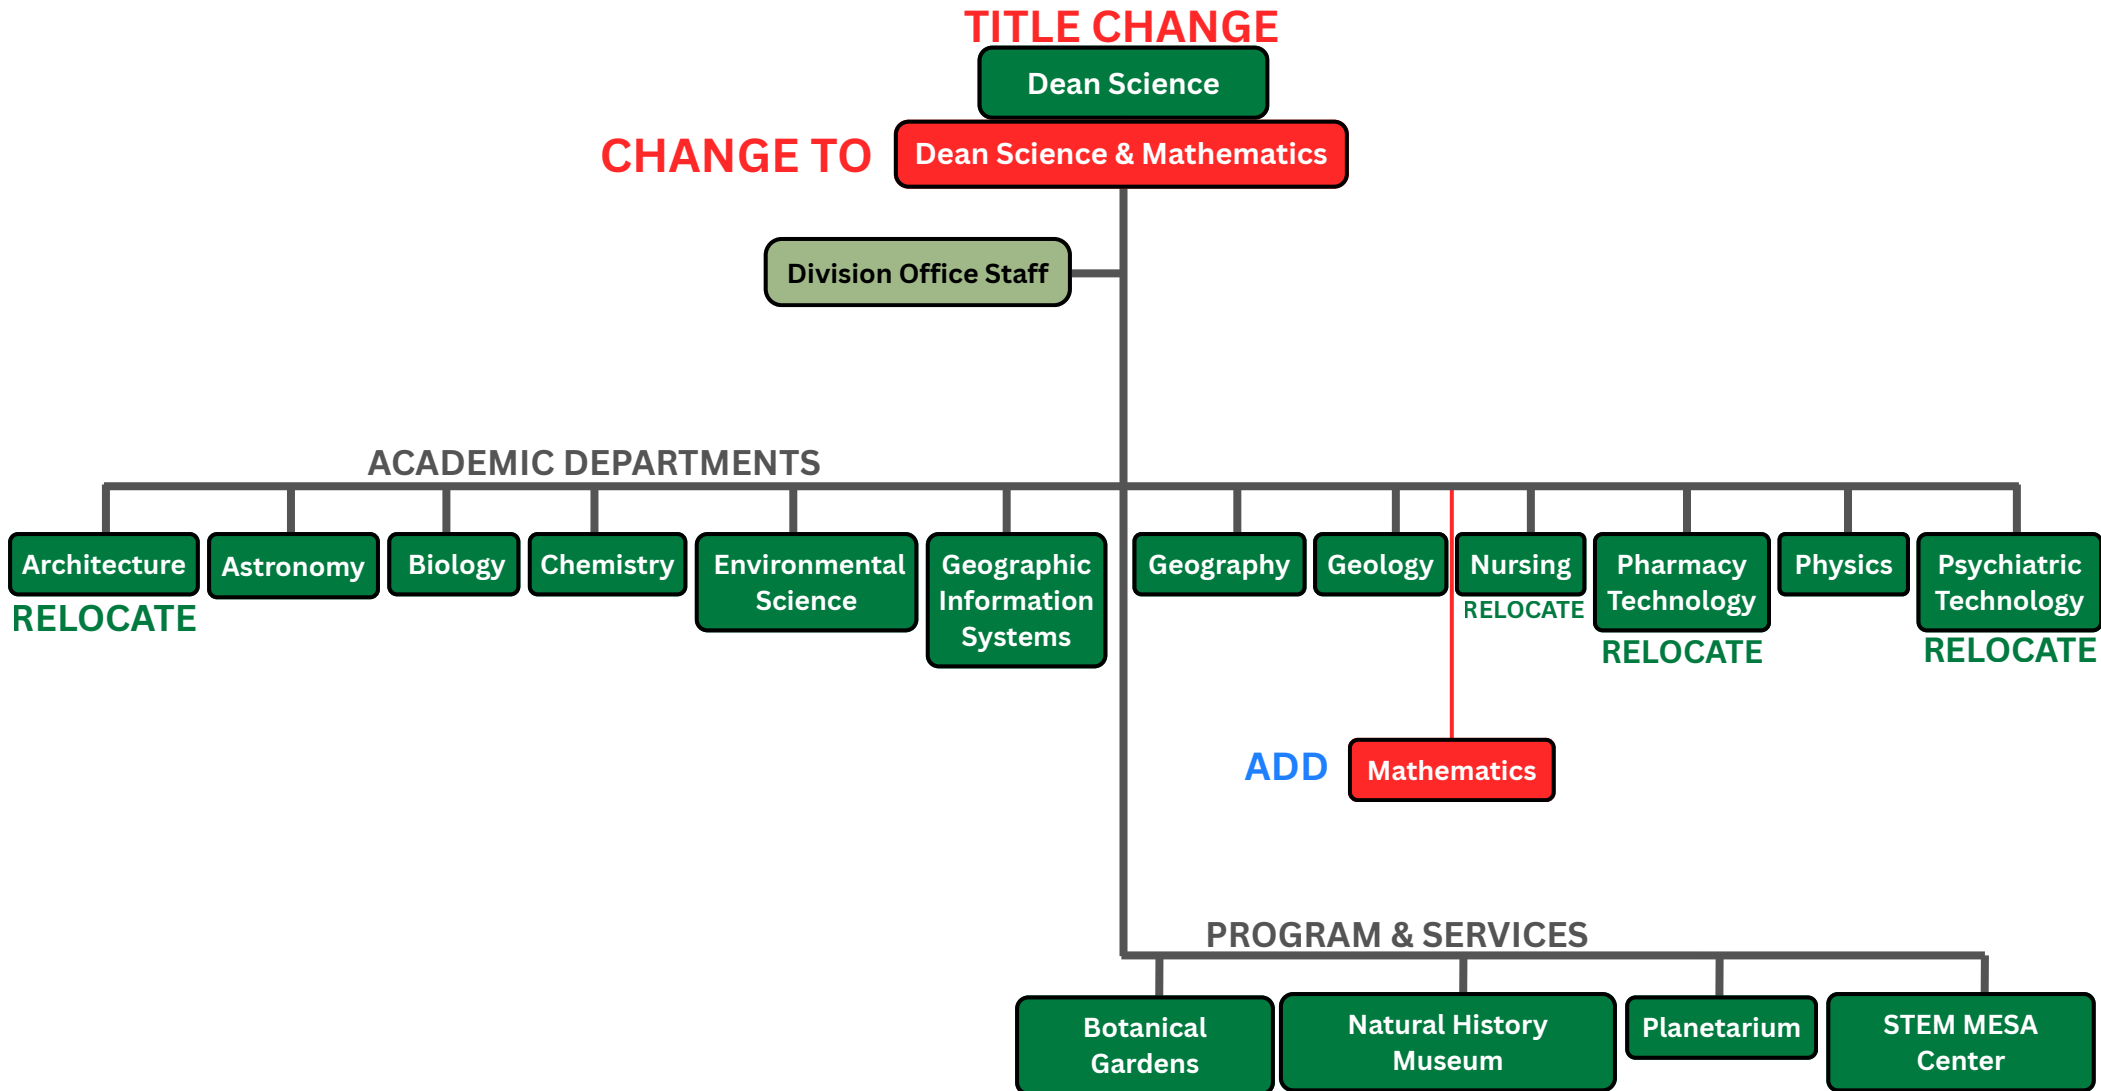 TITLE CHANGE
Dean Science
CHANGE TO
Dean Science & Mathematics
Division Office Staff
ACADEMIC DEPARTMENTS
Architecture
RELOCATE
Astronomy
Biology
Chemistry
Environmental
Science
Geographic
Information
Systems
Geography
Geology
Nursing
RELOCATE
Pharmacy
Technology
RELOCATE
Physics
Psychiatric
Technology
RELOCATE
ADD
Mathematics
PROGRAM & SERVICES
Botanical
Gardens
Natural History
Museum
Planetarium
STEM MESA
Center